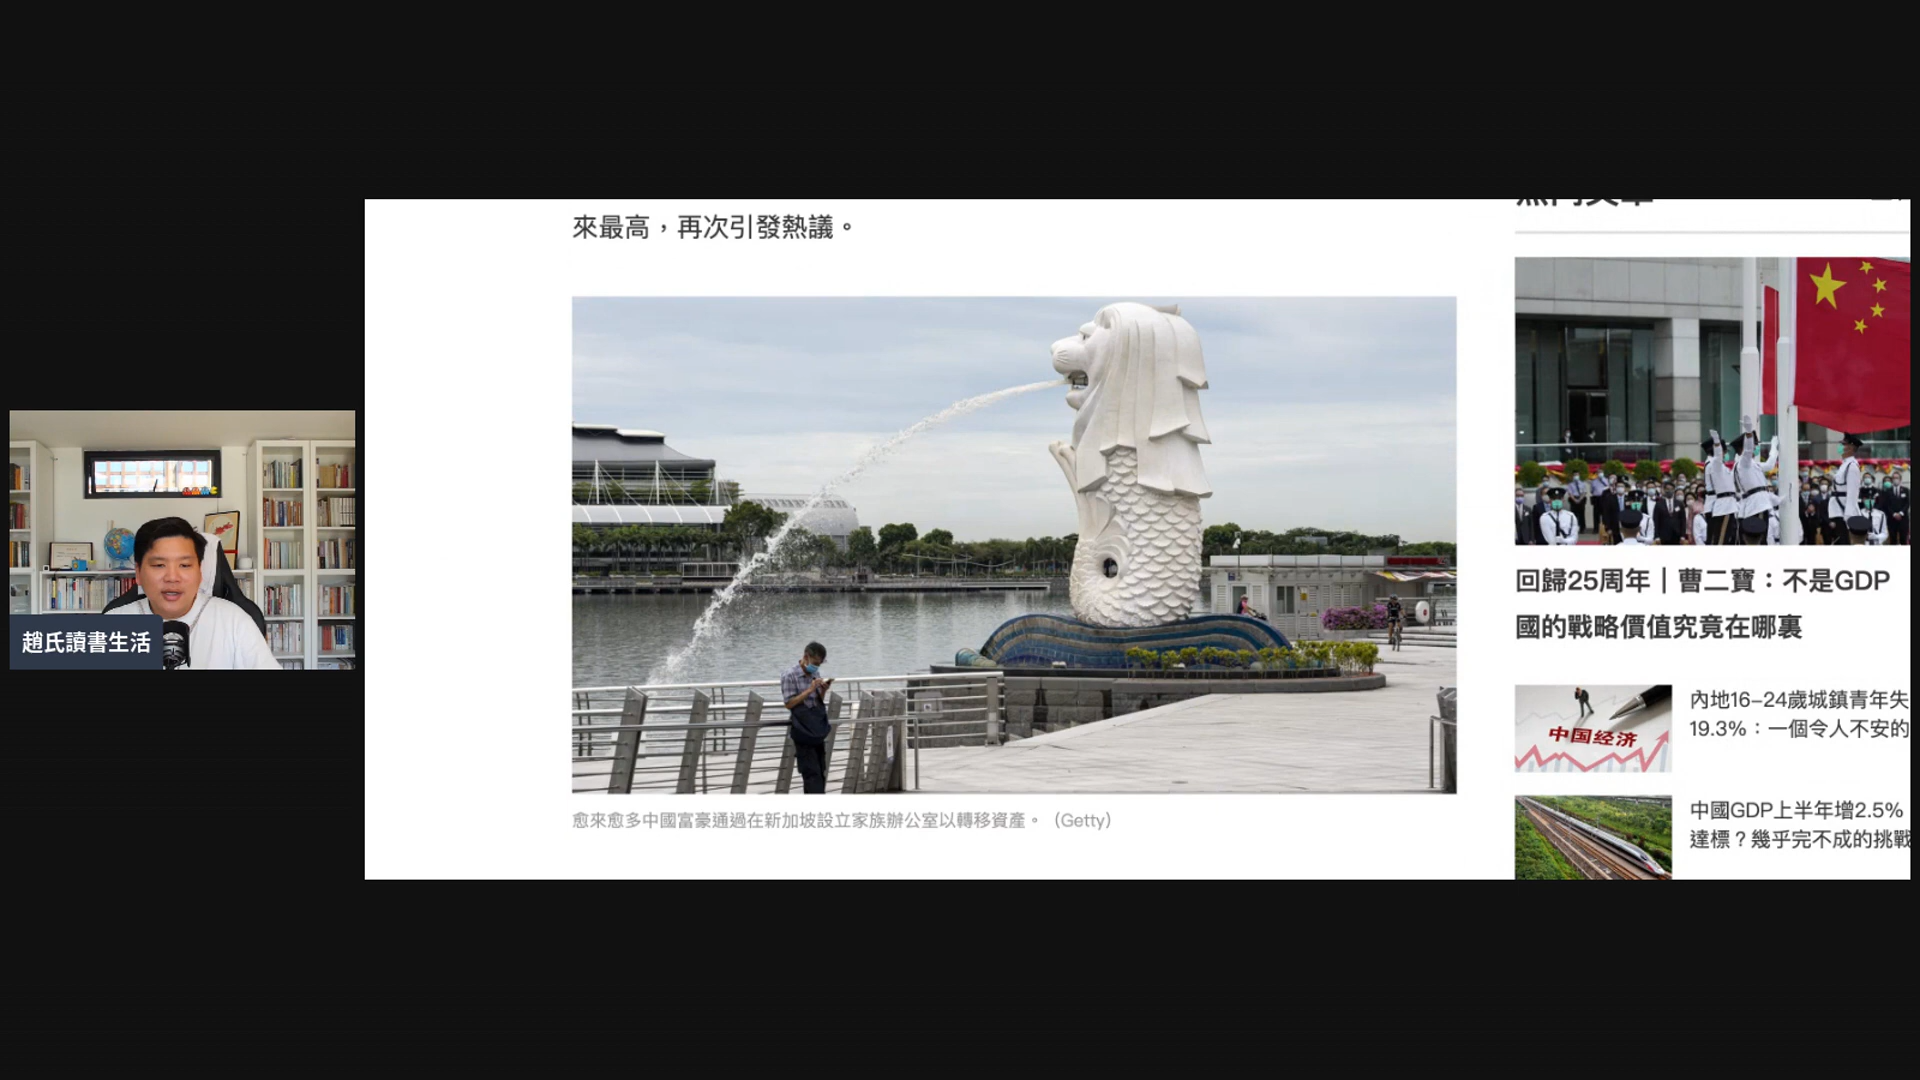 來最高，再次引發熱議。
愈來愈多中國富豪通過在新加坡設立家族辦公室以轉移資產。（Getty）
回歸25周年｜曹二寶：不是GDP
國的戰略價值究竟在哪裏
中国经济
內地16-24歲城鎮青年失
19.3%：一個令人不安的
中國GDP上半年增2.5%
達標？幾乎完不成的挑戰
趙氏讀書生活